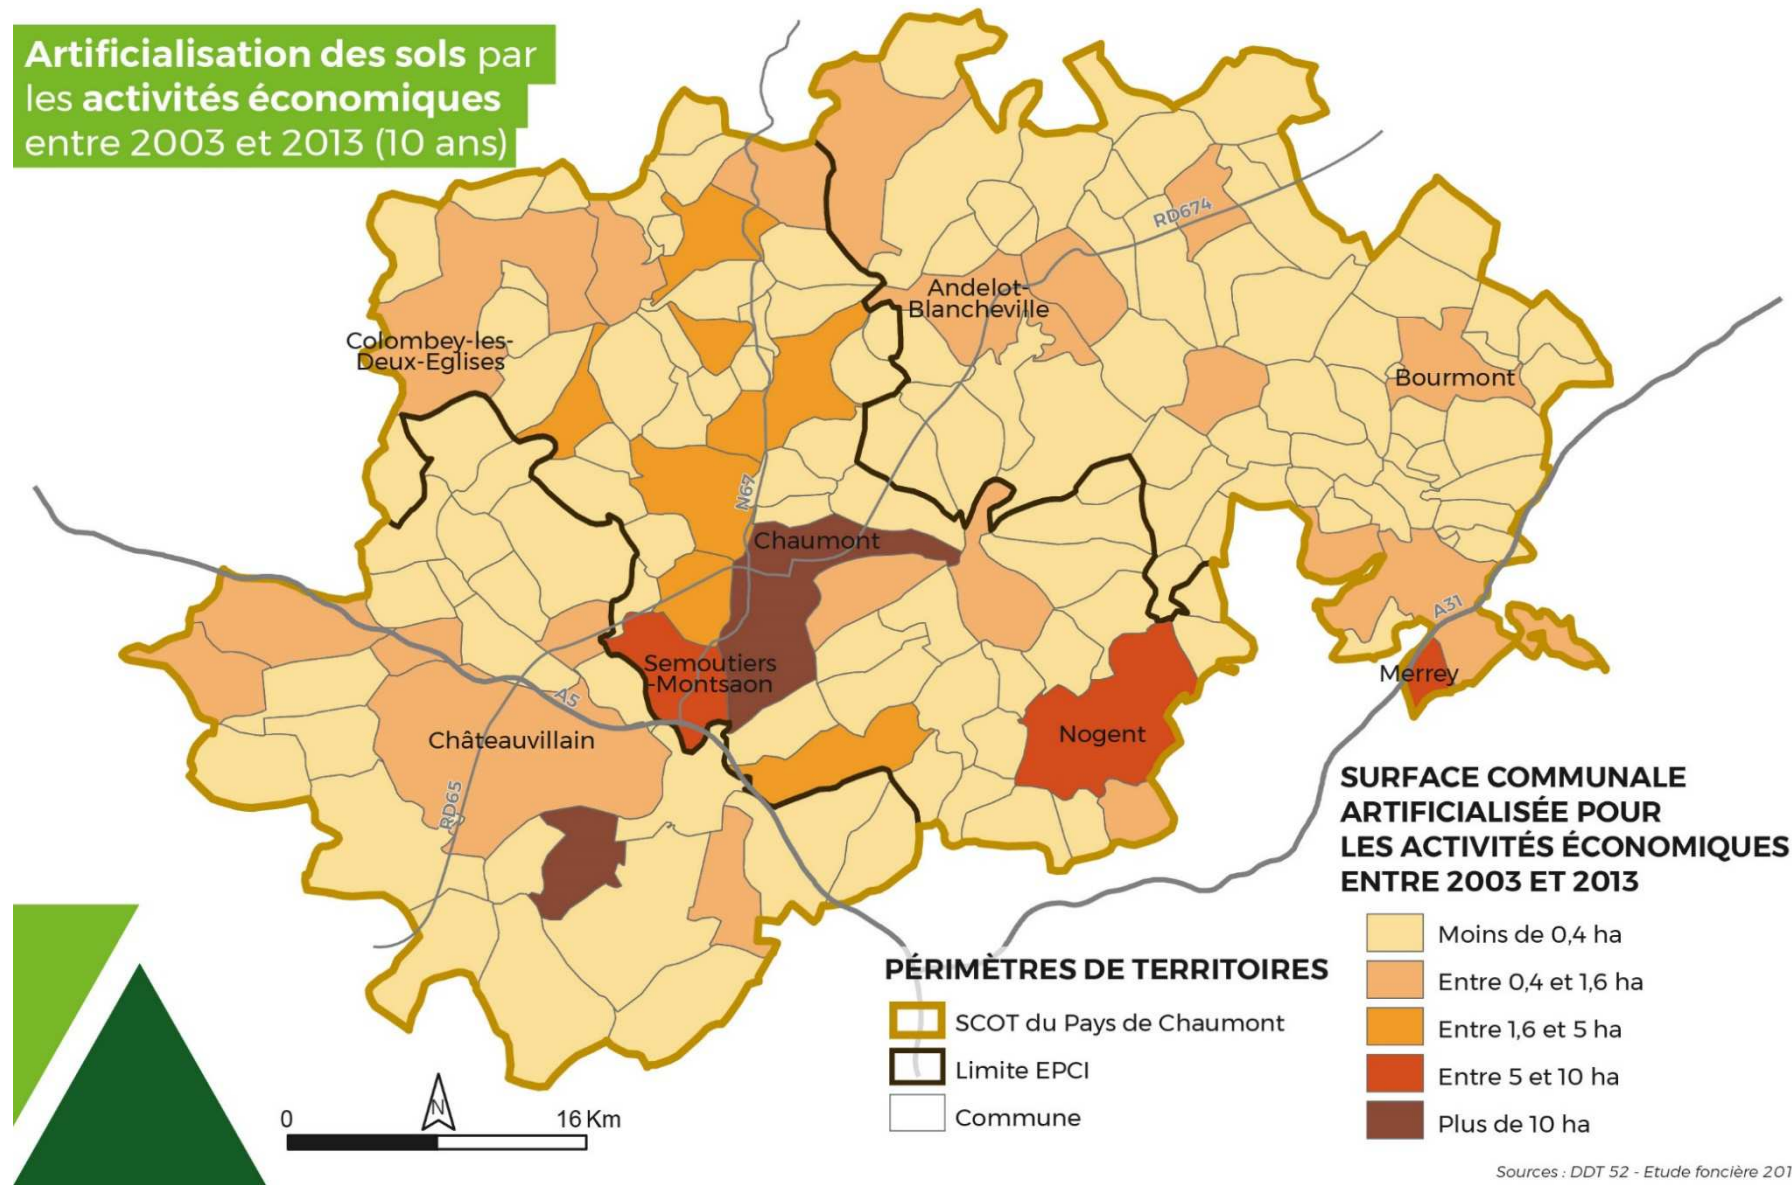 Artificialisation des sols par
les activités économiques
entre 2003 et 2013 (10 ans)
RD674
Andelot-
Blancheville
Colombey-les-
Deux-Eglises
Bourmont
N67
Chaumont
A31
Semoutiers
-Montsaon
Merrey
A5
Châteauvillain
Nogent
RD65
SURFACE COMMUNALE
ARTIFICIALISÉE POUR
LES ACTIVITÉS ÉCONOMIQUES
ENTRE 2003 ET 2013
Moins de 0,4 ha
Entre 0,4 et 1,6 ha
Entre 1,6 et 5 ha
Entre 5 et 10 ha
Plus de 10 ha
PÉRIMÈTRES DE TERRITOIRES
SCOT du Pays de Chaumont
Limite EPCI
Commune
N
0 16 Km
Sources : DDT 52 - Etude foncière 201